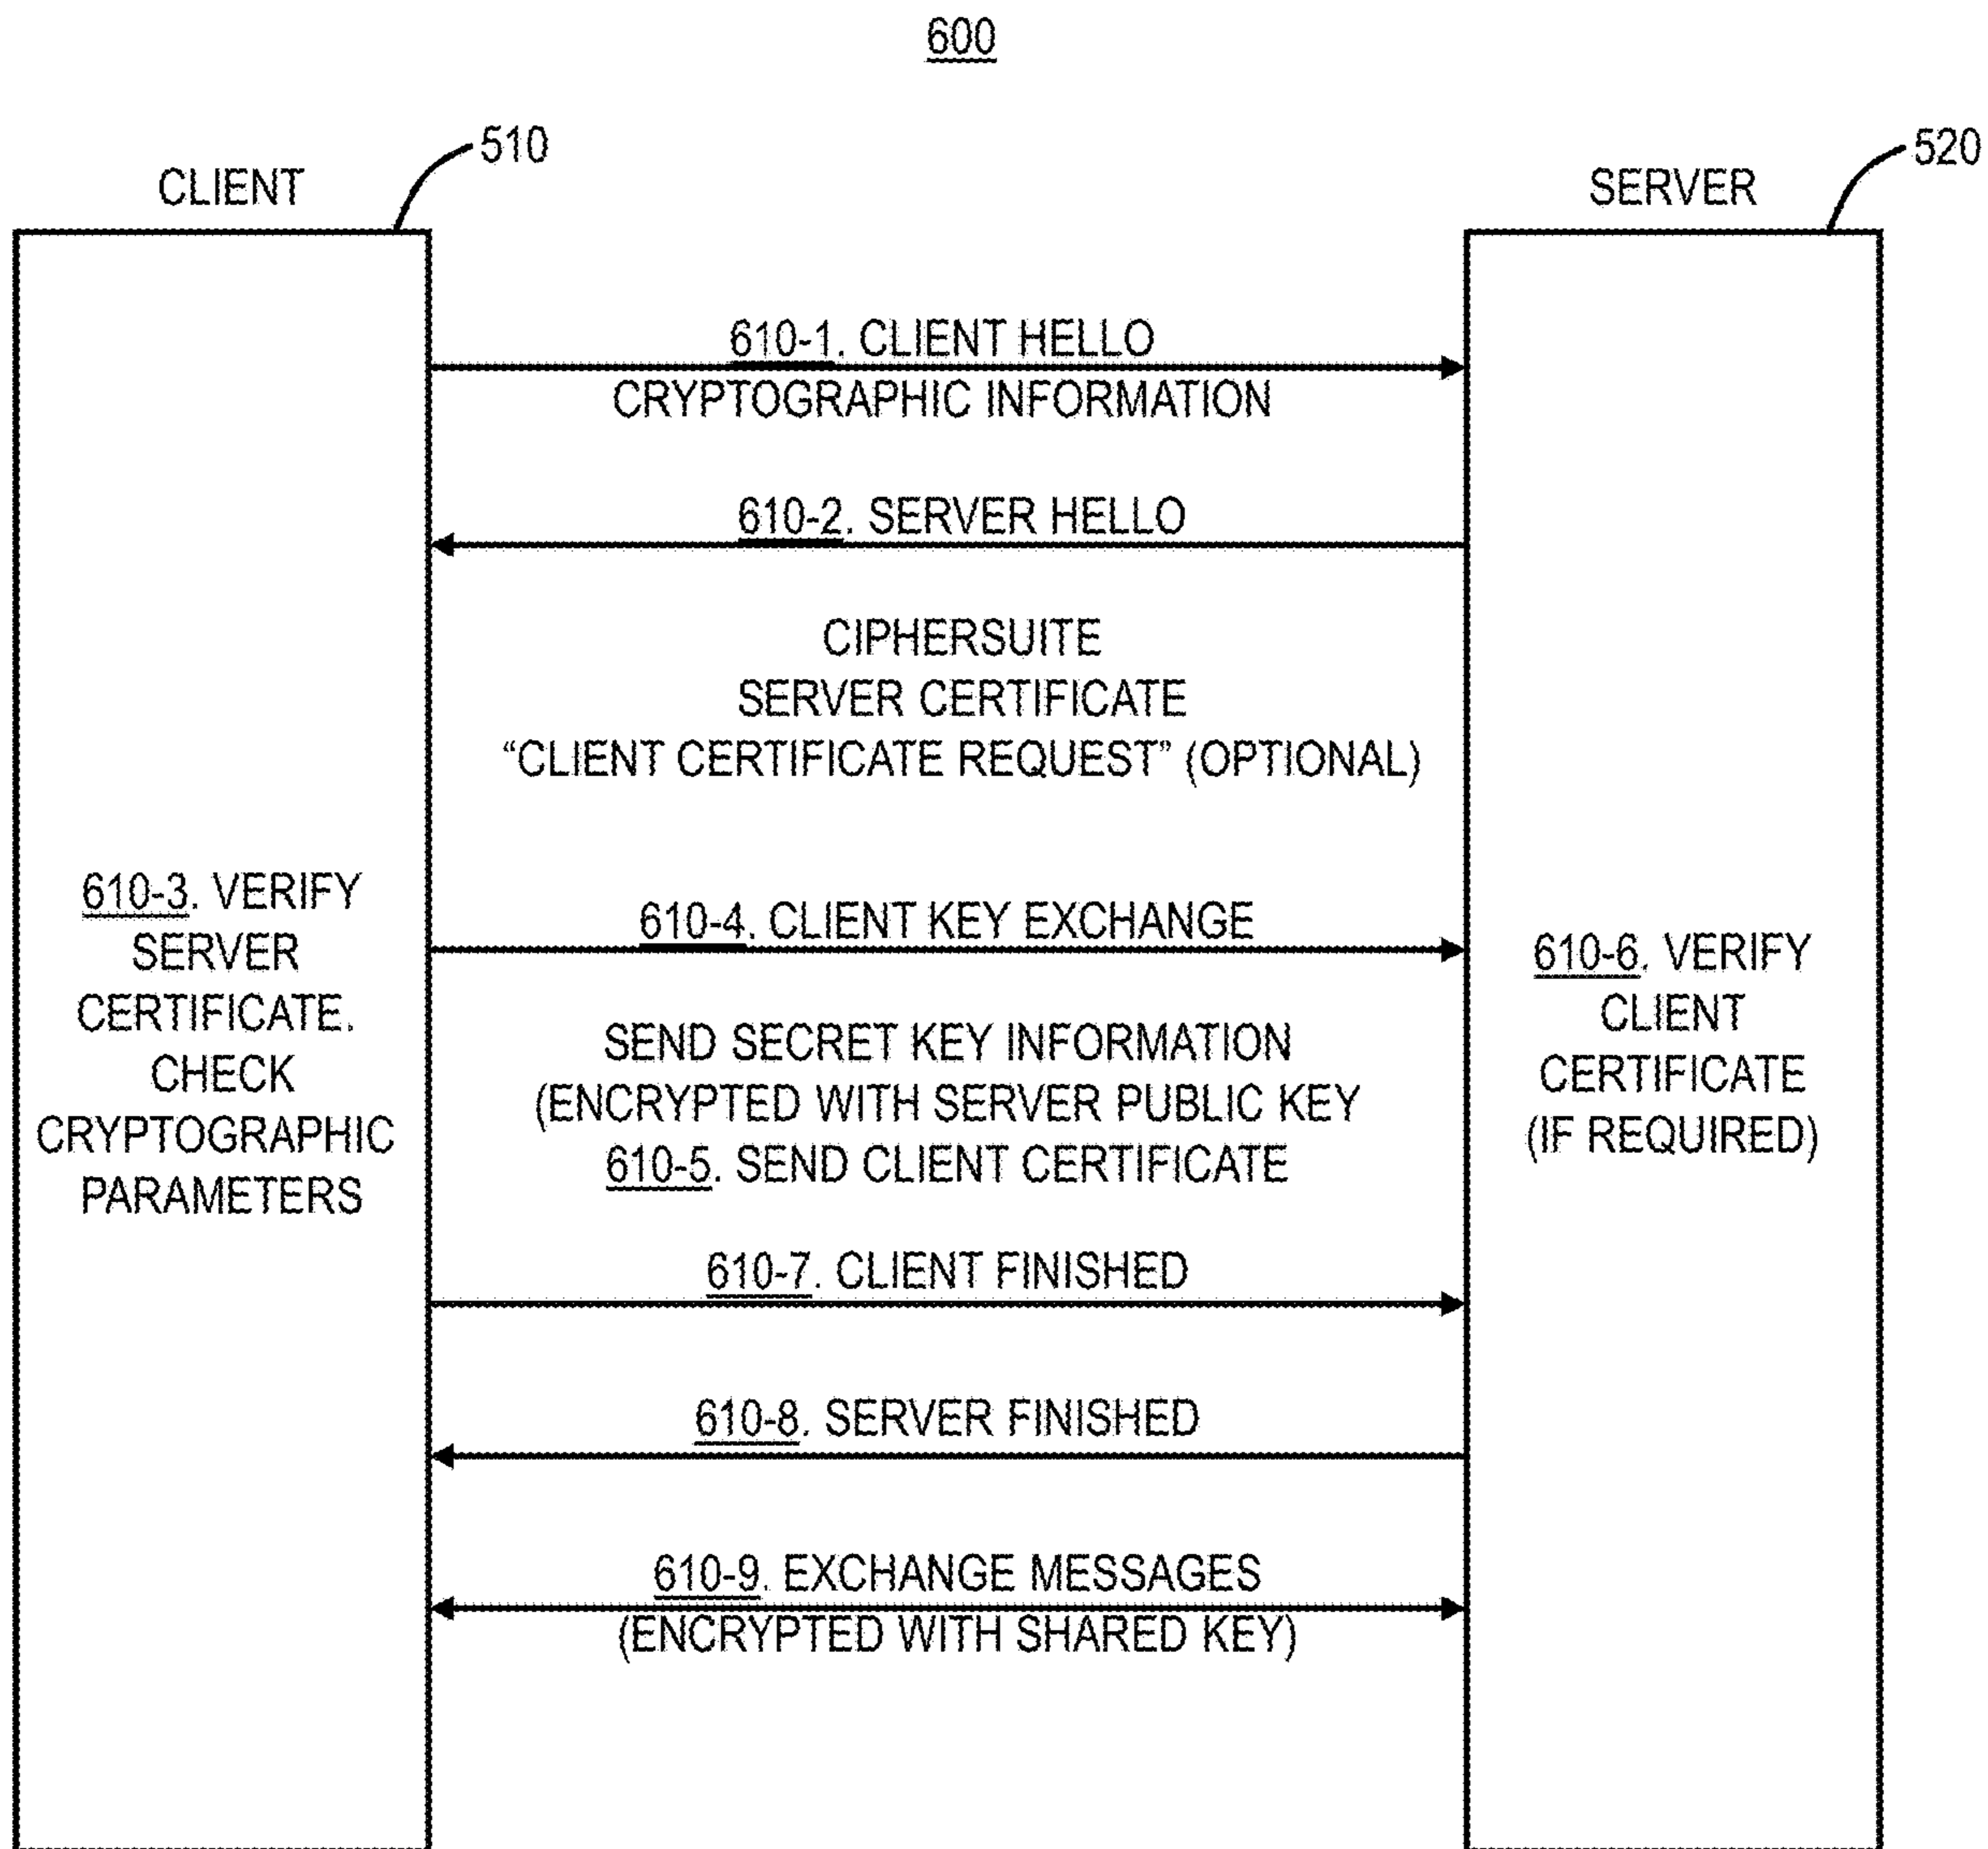 600
510
520
CLIENT
SERVER
610-1. CLIENT HELLO
CRYPTOGRAPHIC INFORMATION
610-2. SERVER HELLO
CIPHERSUITE
SERVER CERTIFICATE
“CLIENT CERTIFICATE REQUEST” (OPTIONAL)
610-3. VERIFY
SERVER
CERTIFICATE.
CHECK
CRYPTOGRAPHIC
PARAMETERS
610-4. CLIENT KEY EXCHANGE
SEND SECRET KEY INFORMATION
(ENCRYPTED WITH SERVER PUBLIC KEY
610-5. SEND CLIENT CERTIFICATE
610-6. VERIFY
CLIENT
CERTIFICATE
(IF REQUIRED)
610-7. CLIENT FINISHED
610-8. SERVER FINISHED
610-9. EXCHANGE MESSAGES
(ENCRYPTED WITH SHARED KEY)